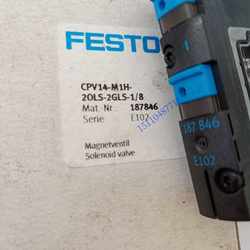 FESTO
CPV14-M1H-
2OLS-2GLS-1/8
Mat.-Nr. 187846
Serie E102
Magnetventil
Solenoid valve
187 846
E102